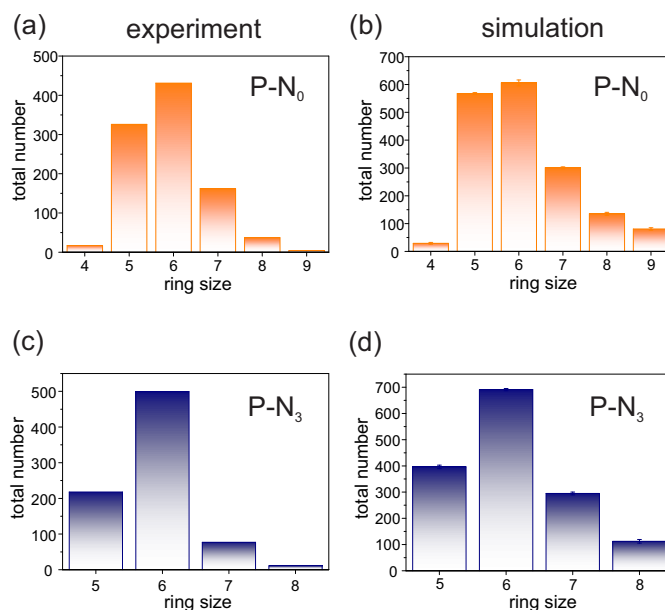 (a) experiment
(b) simulation
500
400
300
200
100
0
total number
P-N₀
4 5 6 7 8 9
ring size
700
600
500
400
300
200
100
0
total number
P-N₀
4 5 6 7 8 9
ring size
(c)
500
400
300
200
100
0
total number
P-N₃
5 6 7 8
ring size
(d)
700
600
500
400
300
200
100
0
total number
P-N₃
5 6 7 8
ring size